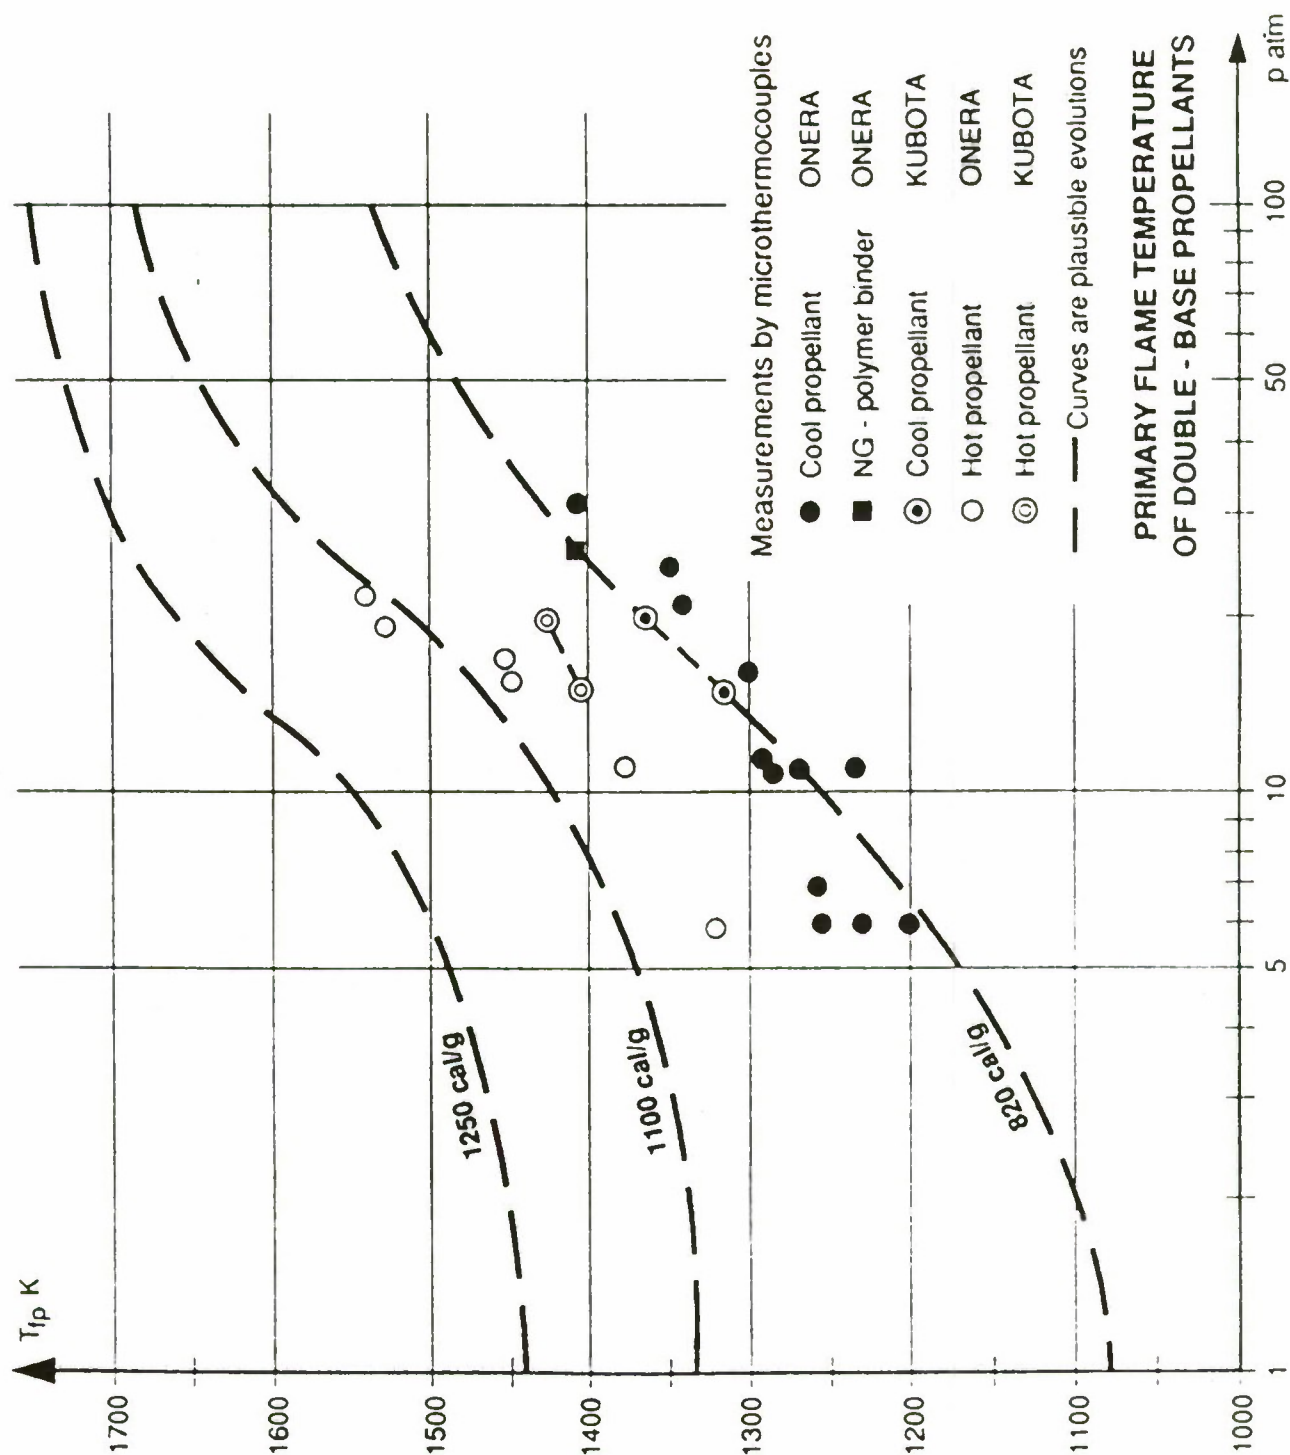 T_fp K
1700
1600
1500
1400
1300
1200
1100
1000
1250 cal/g
1100 cal/g
820 cal/g
1
5
10
50
100
p atm
Measurements by microthermocouples
● Cool propellant ONERA
■ NG - polymer binder ONERA
Cool propellant KUBOTA
○ Hot propellant ONERA
◎ Hot propellant KUBOTA
Curves are plausible evolutions
PRIMARY FLAME TEMPERATURE
OF DOUBLE - BASE PROPELLANTS